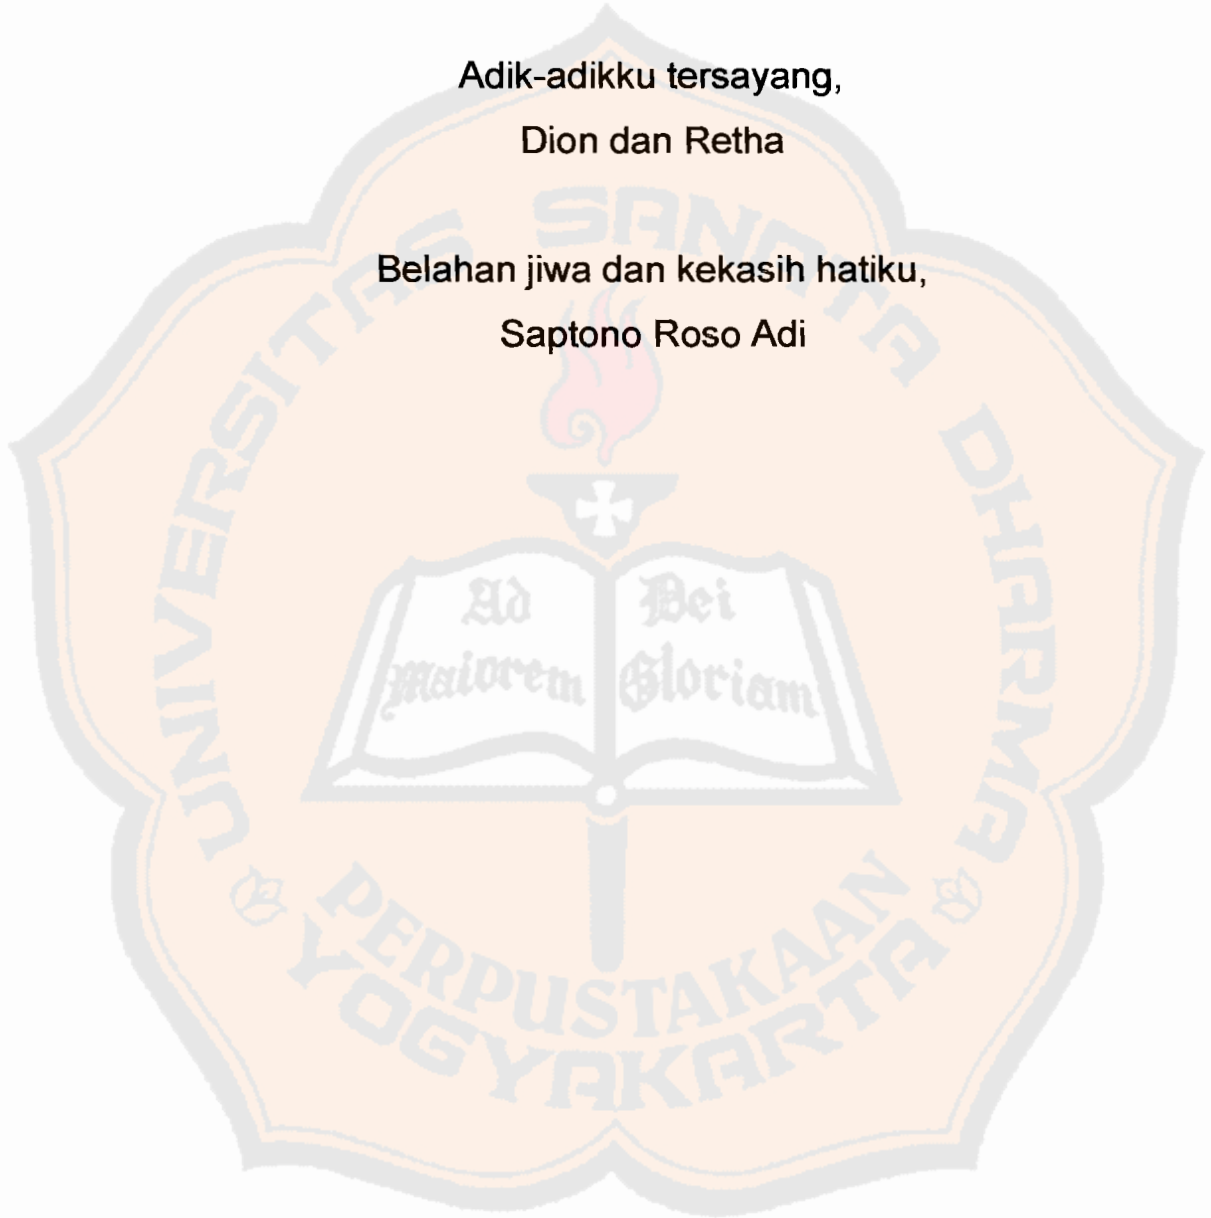 Adik-adikku tersayang,
Dion dan Retha
Belahan jiwa dan kekasih hatiku,
Saptono Roso Adi
UNIVERSITAS SANATA DHARMA
Ad Dei
maiorem Gloriam
PERPUSTAKAAN
YOGYAKARTA